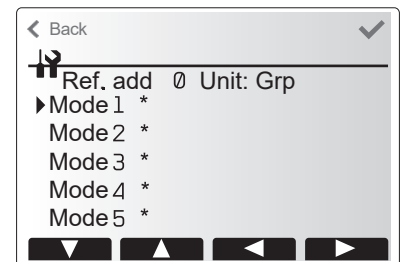 Back
Ref. add 0 Unit: Grp
Mode 1 *
Mode 2 *
Mode 3 *
Mode 4 *
Mode 5 *